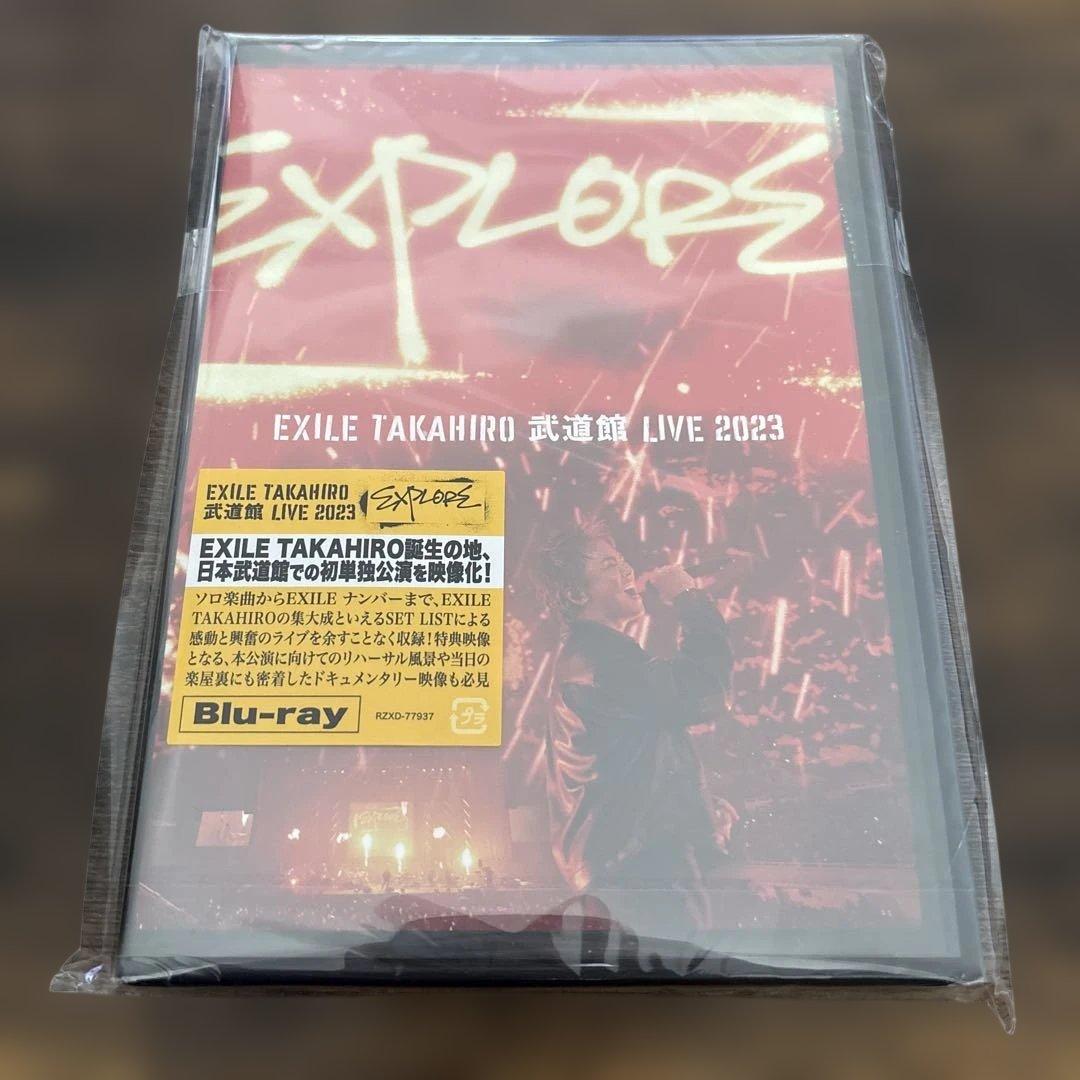 EXPLORE
EXILE TAKAHIRO 武道館 LIVE 2023
EXILE TAKAHIRO
武道館 LIVE 2023
EXPLORE
EXILE TAKAHIRO誕生の地、
日本武道館での初単独公演を映像化!
ソロ楽曲からEXILE ナンバーまで、EXILE
TAKAHIROの集大成といえるSET LISTによる
感動と興奮のライブを余すことなく収録!特典映像
となる、本公演に向けてのリハーサル風景や当日の
楽屋裏にも密着したドキュメンタリー映像も必見
Blu-ray
RZXD-77937
プラ
EXPLORE